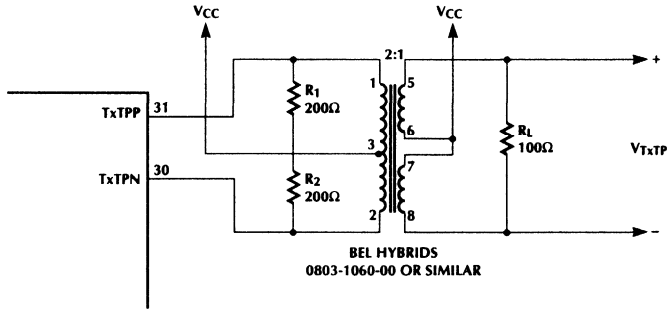 VCC
VCC
2:1
1
5
R1
200Ω
TxTPP
31
6
3
RL
100Ω
VTxTP
+
TxTPN
30
R2
200Ω
7
2
8
–
BEL HYBRIDS
0803-1060-00 OR SIMILAR